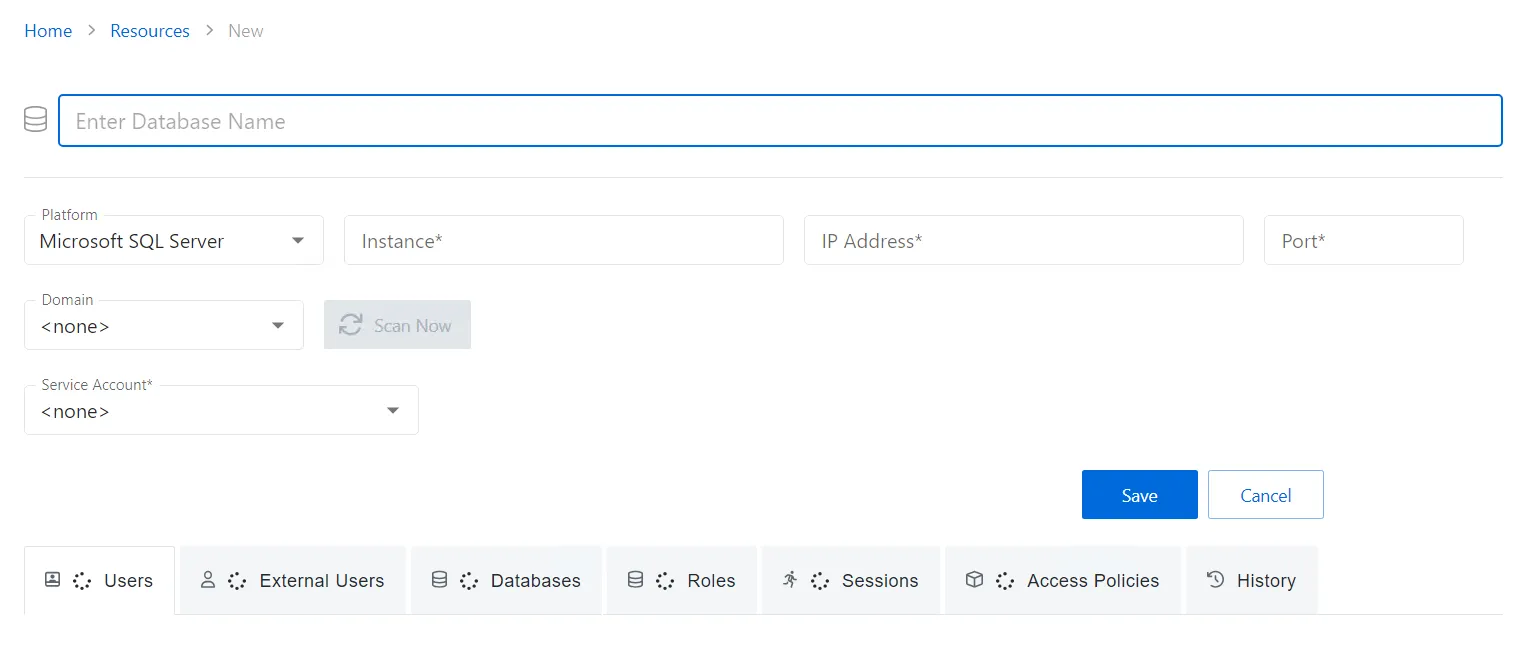 Home > Resources > New
Enter Database Name
Platform
Microsoft SQL Server
Instance*
IP Address*
Port*
Domain
<none>
Scan Now
Service Account*
<none>
Save
Cancel
Users
External Users
Databases
Roles
Sessions
Access Policies
History